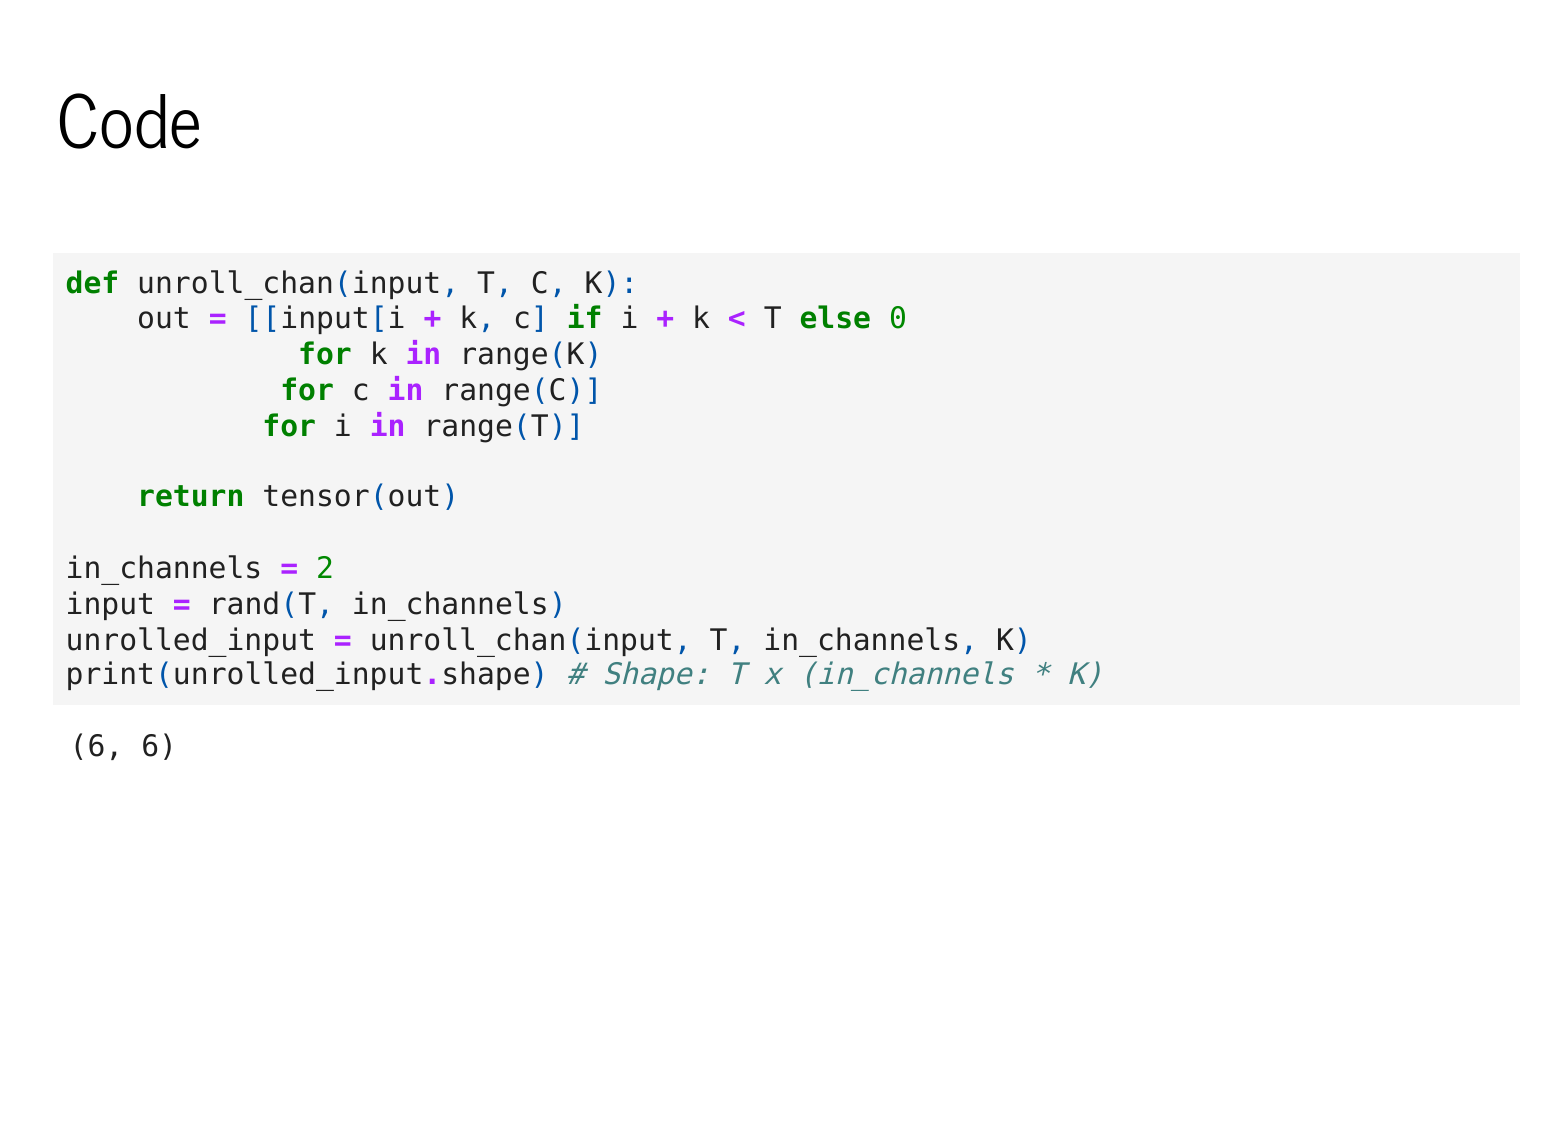 Code
def unroll_chan(input, T, C, K):
    out = [[input[i + k, c] if i + k < T else 0
             for k in range(K)
            for c in range(C)]
           for i in range(T)]

    return tensor(out)

in_channels = 2
input = rand(T, in_channels)
unrolled_input = unroll_chan(input, T, in_channels, K)
print(unrolled_input.shape) # Shape: T x (in_channels * K)
(6, 6)